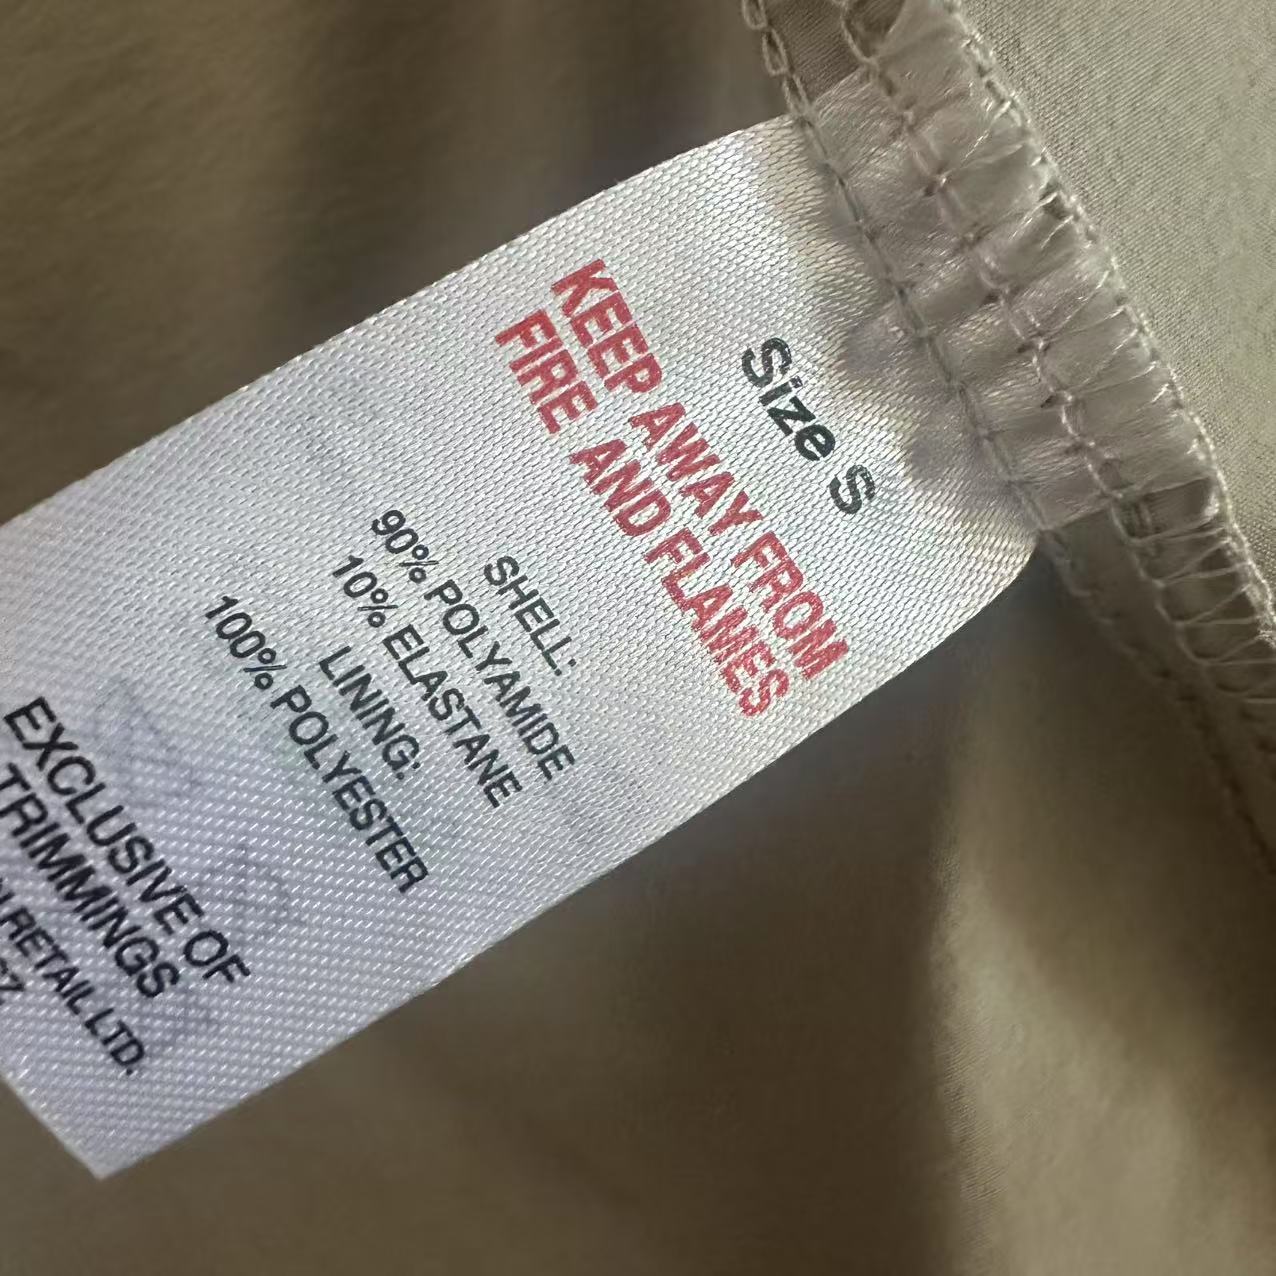 Size S
KEEP AWAY FROM
FIRE AND FLAMES
SHELL:
90% POLYAMIDE
10% ELASTANE
LINING:
100% POLYESTER
EXCLUSIVE OF
TRIMMINGS
RETAIL LTD.